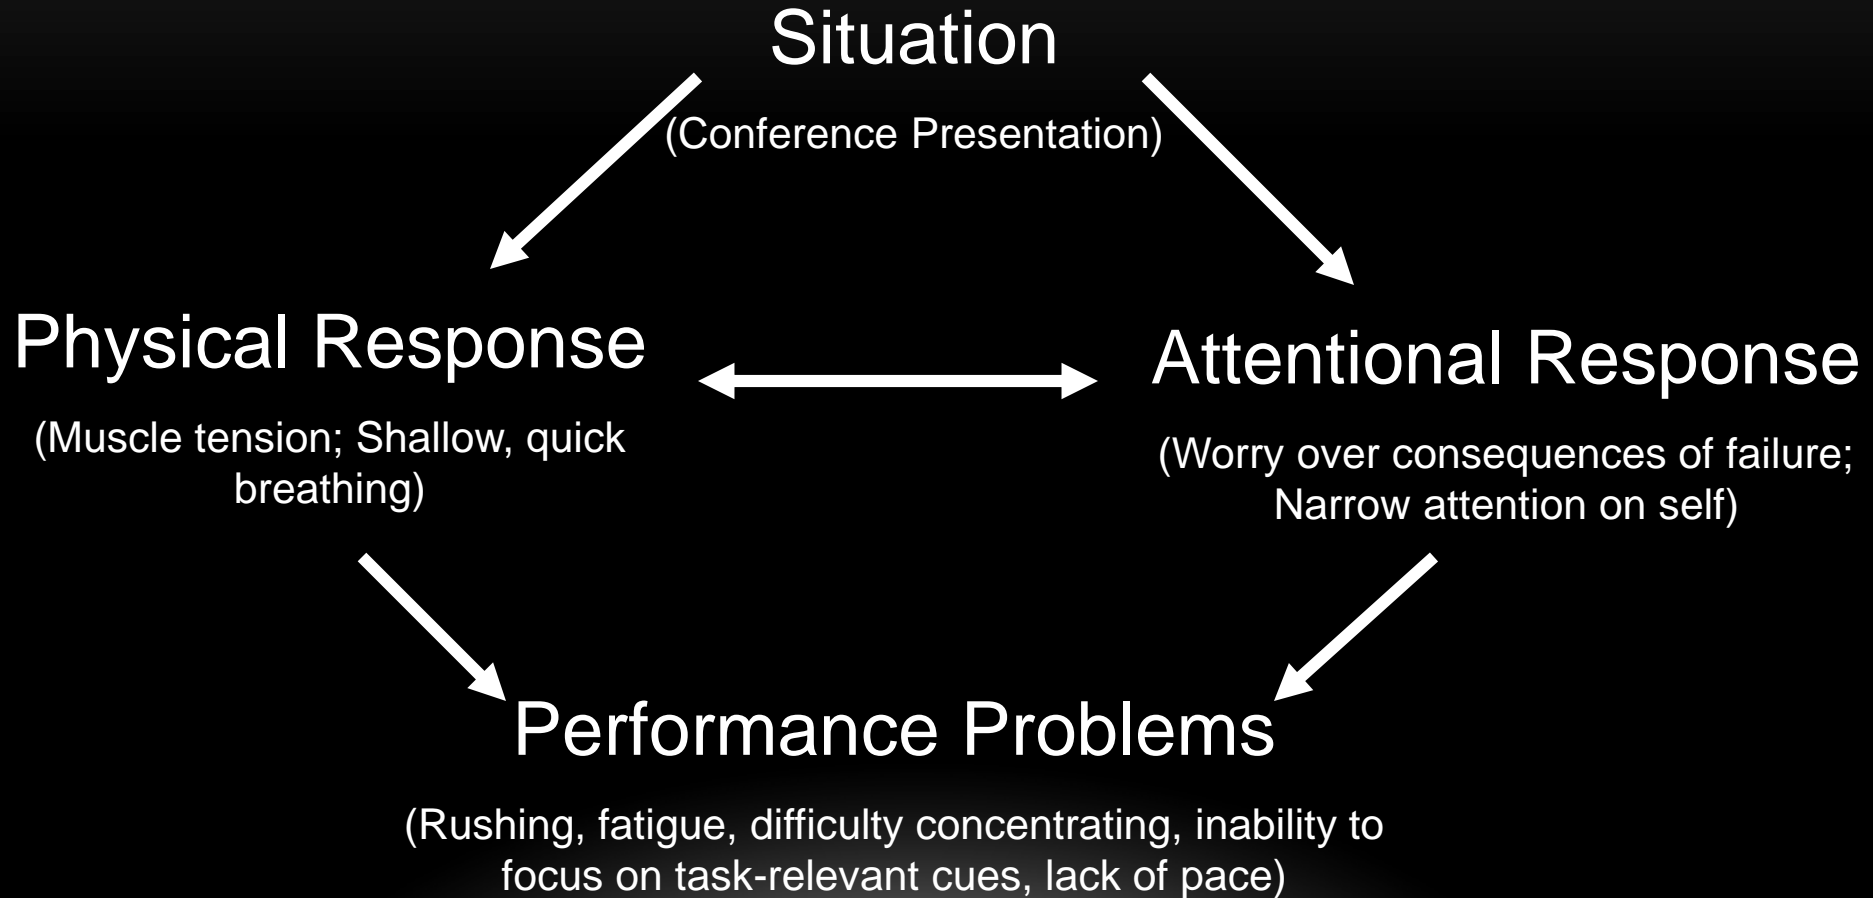 Situation
(Conference Presentation)
Physical Response
(Muscle tension; Shallow, quick
breathing)
Attentional Response
(Worry over consequences of failure;
Narrow attention on self)
Performance Problems
(Rushing, fatigue, difficulty concentrating, inability to
focus on task-relevant cues, lack of pace)